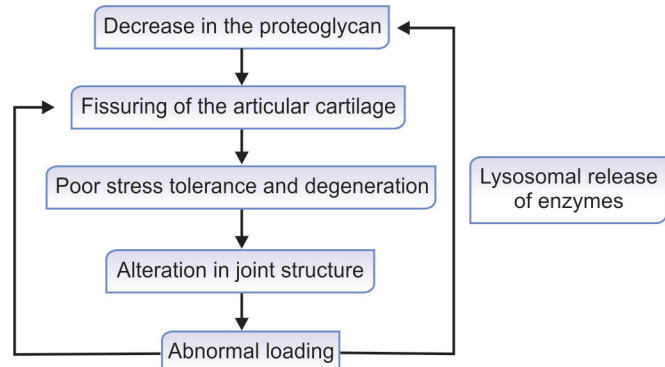 Decrease in the proteoglycan
Fissuring of the articular cartilage
Poor stress tolerance and degeneration
Lysosomal release
of enzymes
Alteration in joint structure
Abnormal loading